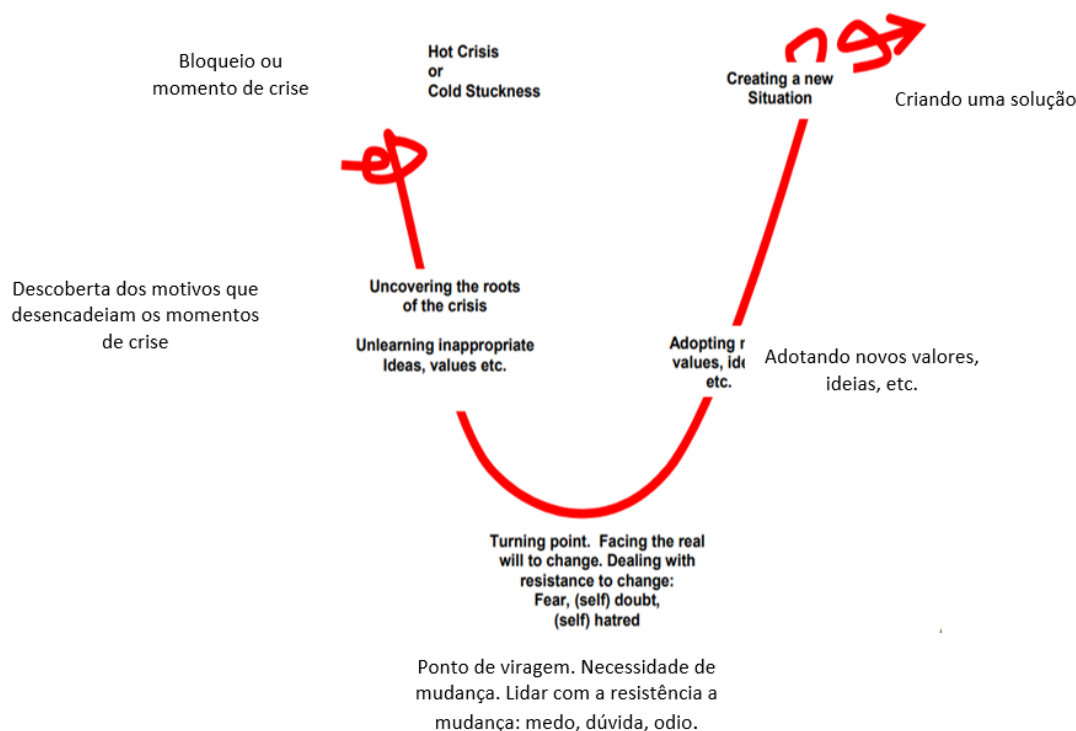 Bloqueio ou
momento de crise
Hot Crisis
or
Cold Stuckness
Creating a new
Situation
Criando uma solução
Descoberta dos motivos que
desencadeiam os momentos
de crise
Uncovering the roots
of the crisis
Unlearning inappropriate
Ideas, values etc.
Adopting
values,
etc.
Adotando novos valores,
ideias, etc.
Turning point. Facing the real
will to change. Dealing with
resistance to change:
Fear, (self) doubt,
(self) hatred
Ponto de viragem. Necessidade de
mudança. Lidar com a resistência a
mudança: medo, dúvida, odio.